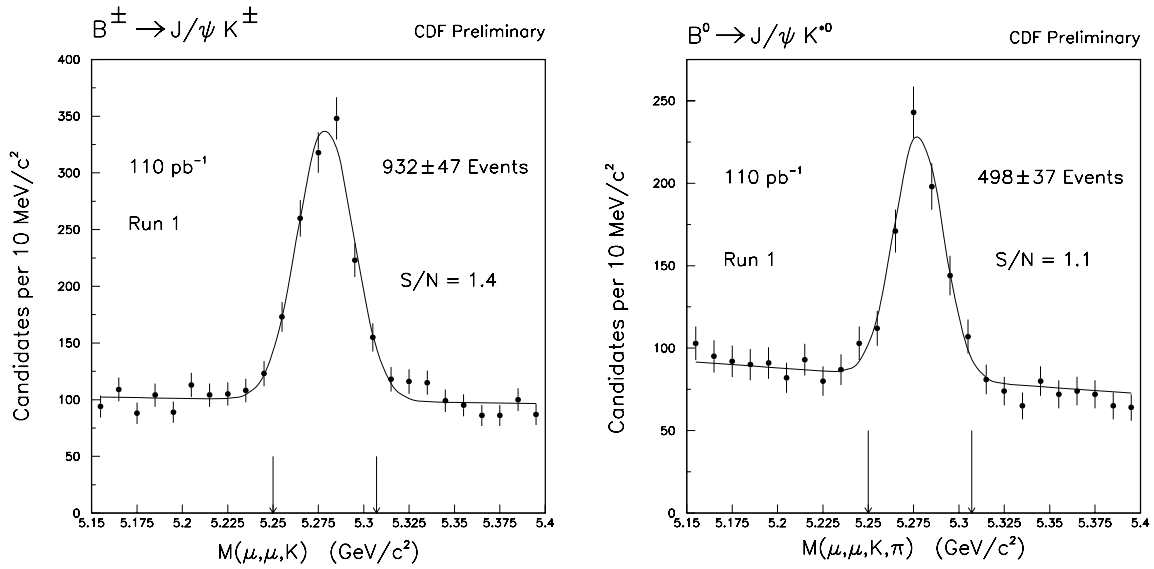 B± → J/ψ K±
CDF Preliminary
Candidates per 10 MeV/c²
400
350
300
250
200
150
100
50
0
110 pb⁻¹
932±47 Events
Run 1
S/N = 1.4
5.15 5.175 5.2 5.225 5.25 5.275 5.3 5.325 5.35 5.375 5.4
M(μ,μ,K) (GeV/c²)
B⁰ → J/ψ K*⁰
CDF Preliminary
Candidates per 10 MeV/c²
250
200
150
100
50
0
110 pb⁻¹
498±37 Events
Run 1
S/N = 1.1
5.15 5.175 5.2 5.225 5.25 5.275 5.3 5.325 5.35 5.375 5.4
M(μ,μ,K,π) (GeV/c²)